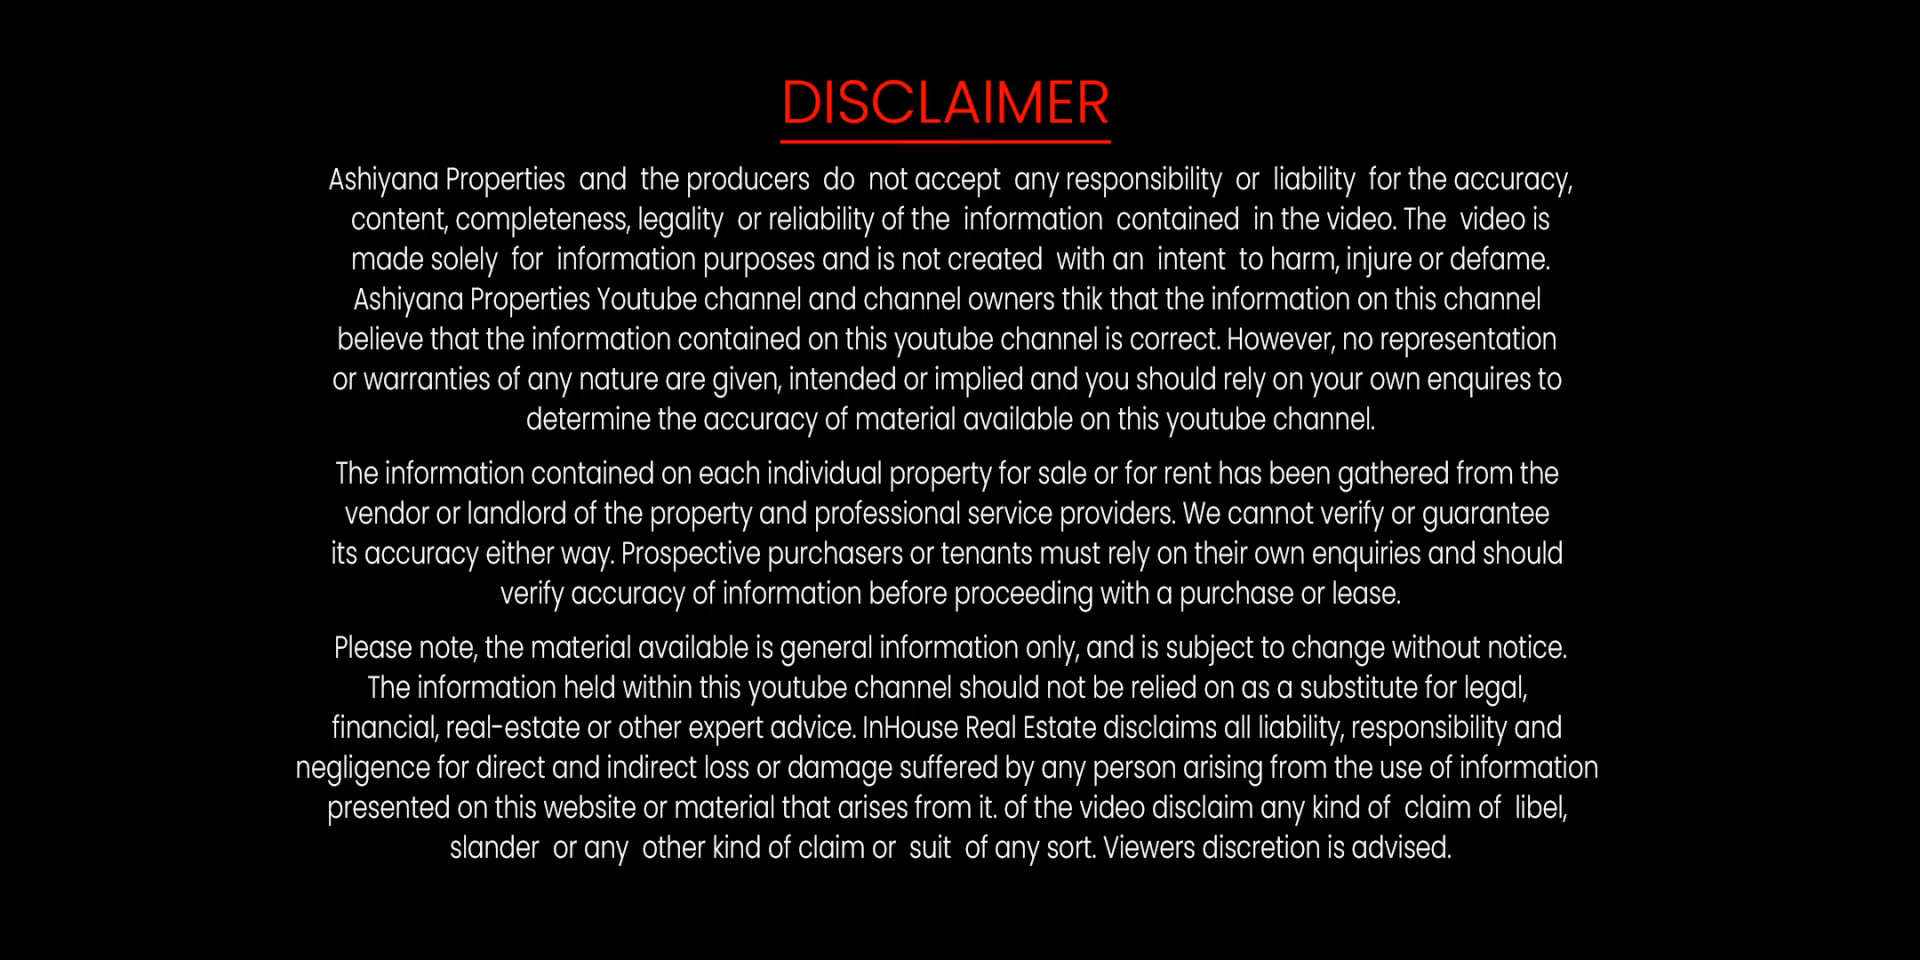 DISCLAIMER
Ashiyana Properties and the producers do not accept any responsibility or liability for the accuracy,
content, completeness, legality or reliability of the information contained in the video. The video is
made solely for information purposes and is not created with an intent to harm, injure or defame.
Ashiyana Properties Youtube channel and channel owners thik that the information on this channel
believe that the information contained on this youtube channel is correct. However, no representation
or warranties of any nature are given, intended or implied and you should rely on your own enquires to
determine the accuracy of material available on this youtube channel.
The information contained on each individual property for sale or for rent has been gathered from the
vendor or landlord of the property and professional service providers. We cannot verify or guarantee
its accuracy either way. Prospective purchasers or tenants must rely on their own enquiries and should
verify accuracy of information before proceeding with a purchase or lease.
Please note, the material available is general information only, and is subject to change without notice.
The information held within this youtube channel should not be relied on as a substitute for legal,
financial, real-estate or other expert advice. InHouse Real Estate disclaims all liability, responsibility and
negligence for direct and indirect loss or damage suffered by any person arising from the use of information
presented on this website or material that arises from it. of the video disclaim any kind of claim of libel,
slander or any other kind of claim or suit of any sort. Viewers discretion is advised.